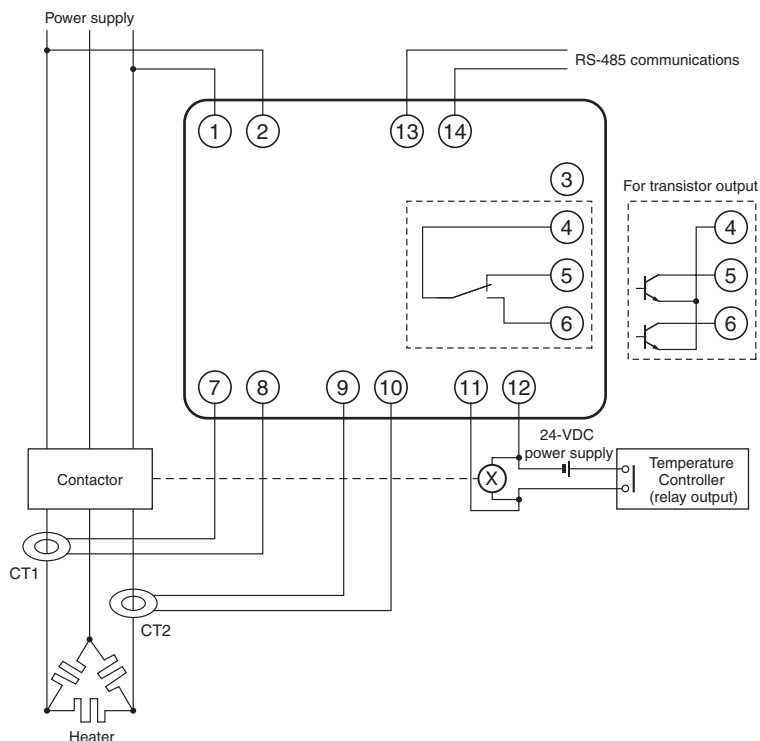 Power supply
RS-485 communications
1
2
13
14
3
For transistor output
4
5
6
4
5
6
7
8
9
10
11
12
24-VDC
power supply
Contactor
X
Temperature
Controller
(relay output)
CT1
CT2
Heater